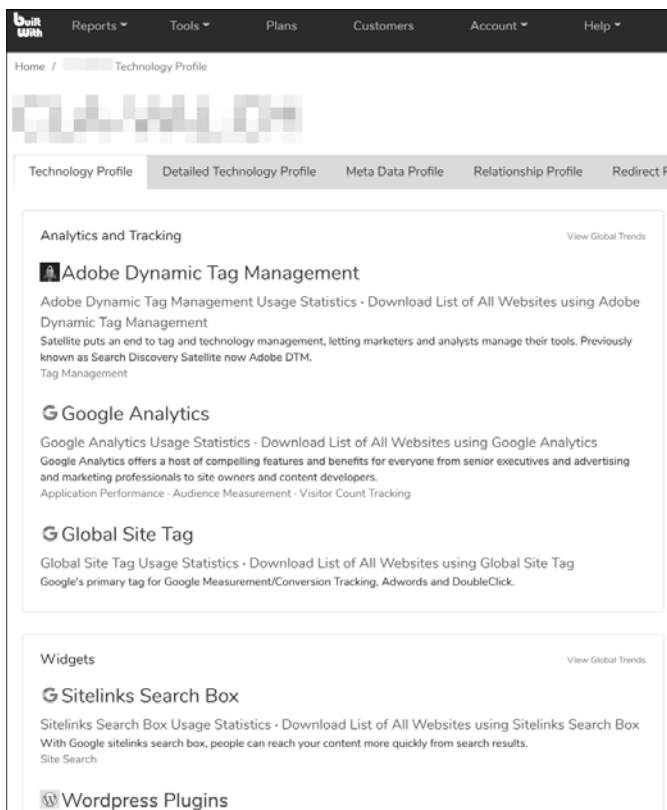 built With Reports Tools Plans Customers Account Help
Home / Technology Profile
Technology Profile Detailed Technology Profile Meta Data Profile Relationship Profile Redirect
Analytics and Tracking View Global Trends
Adobe Dynamic Tag Management
Adobe Dynamic Tag Management Usage Statistics · Download List of All Websites using Adobe
Dynamic Tag Management
Satellite puts an end to tag and technology management, letting marketers and analysts manage their tools. Previously
known as Search Discovery Satellite now Adobe DTM.
Tag Management
Google Analytics
Google Analytics Usage Statistics · Download List of All Websites using Google Analytics
Google Analytics offers a host of compelling features and benefits for everyone from senior executives and advertising
and marketing professionals to site owners and content developers.
Application Performance · Audience Measurement · Visitor Count Tracking
Global Site Tag
Global Site Tag Usage Statistics · Download List of All Websites using Global Site Tag
Google's primary tag for Google Measurement/Conversion Tracking, Adwords and DoubleClick.
Widgets View Global Trends
Sitelinks Search Box
Sitelinks Search Box Usage Statistics · Download List of All Websites using Sitelinks Search Box
With Google sitelinks search box, people can reach your content more quickly from search results.
Site Search
Wordpress Plugins